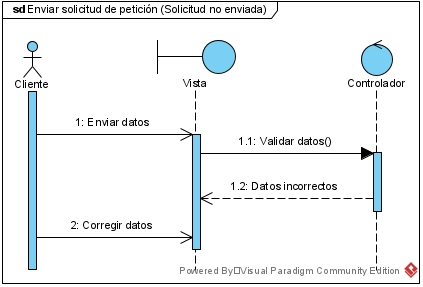 sd Enviar solicitud de petición (Solicitud no enviada)
Cliente
Vista
Controlador
1: Enviar datos
1.1: Validar datos()
1.2: Datos incorrectos
2: Corregir datos
Powered By Visual Paradigm Community Edition